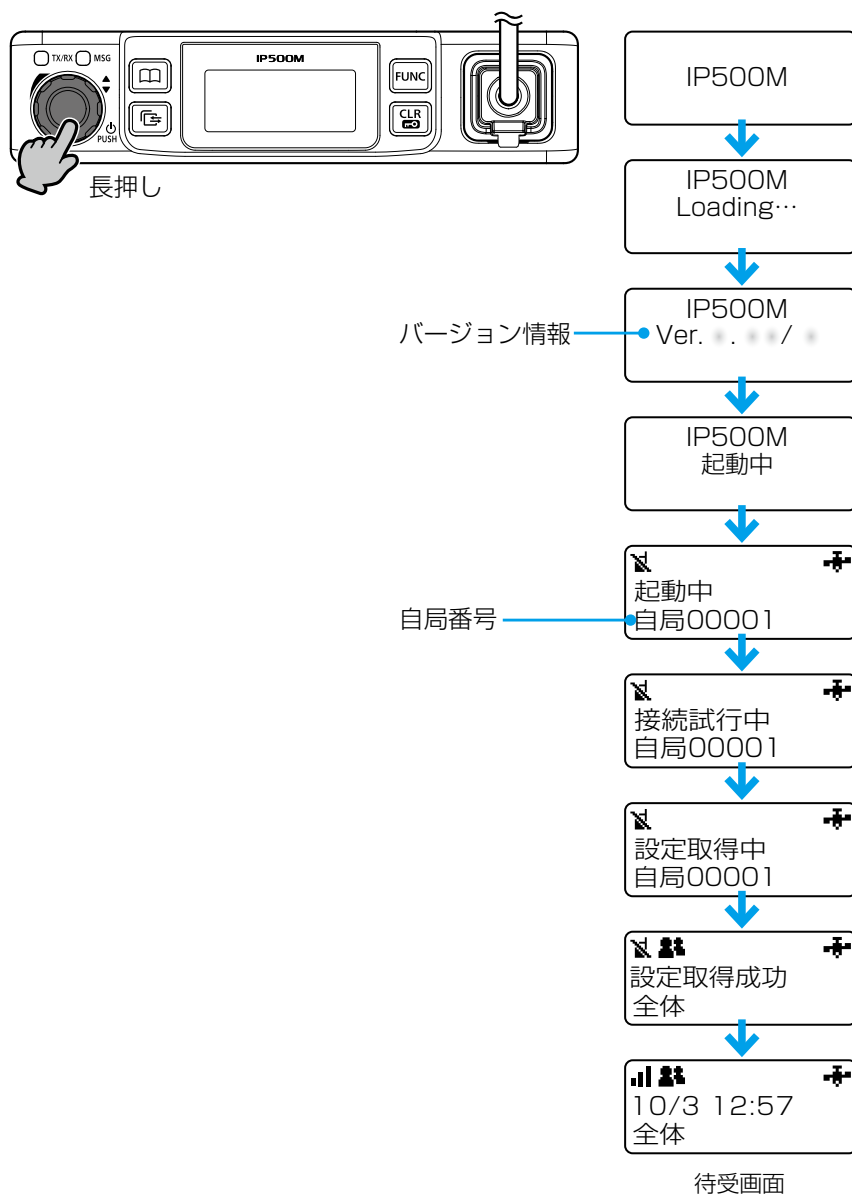 TX/RX
MSG
IP500M
FUNC
CLR
PUSH
長押し
IP500M
IP500M
Loading…
バージョン情報
IP500M
Ver. . /
IP500M
起動中
自局番号
起動中
自局00001
接続試行中
自局00001
設定取得中
自局00001
設定取得成功
全体
10/3 12:57
全体
待受画面